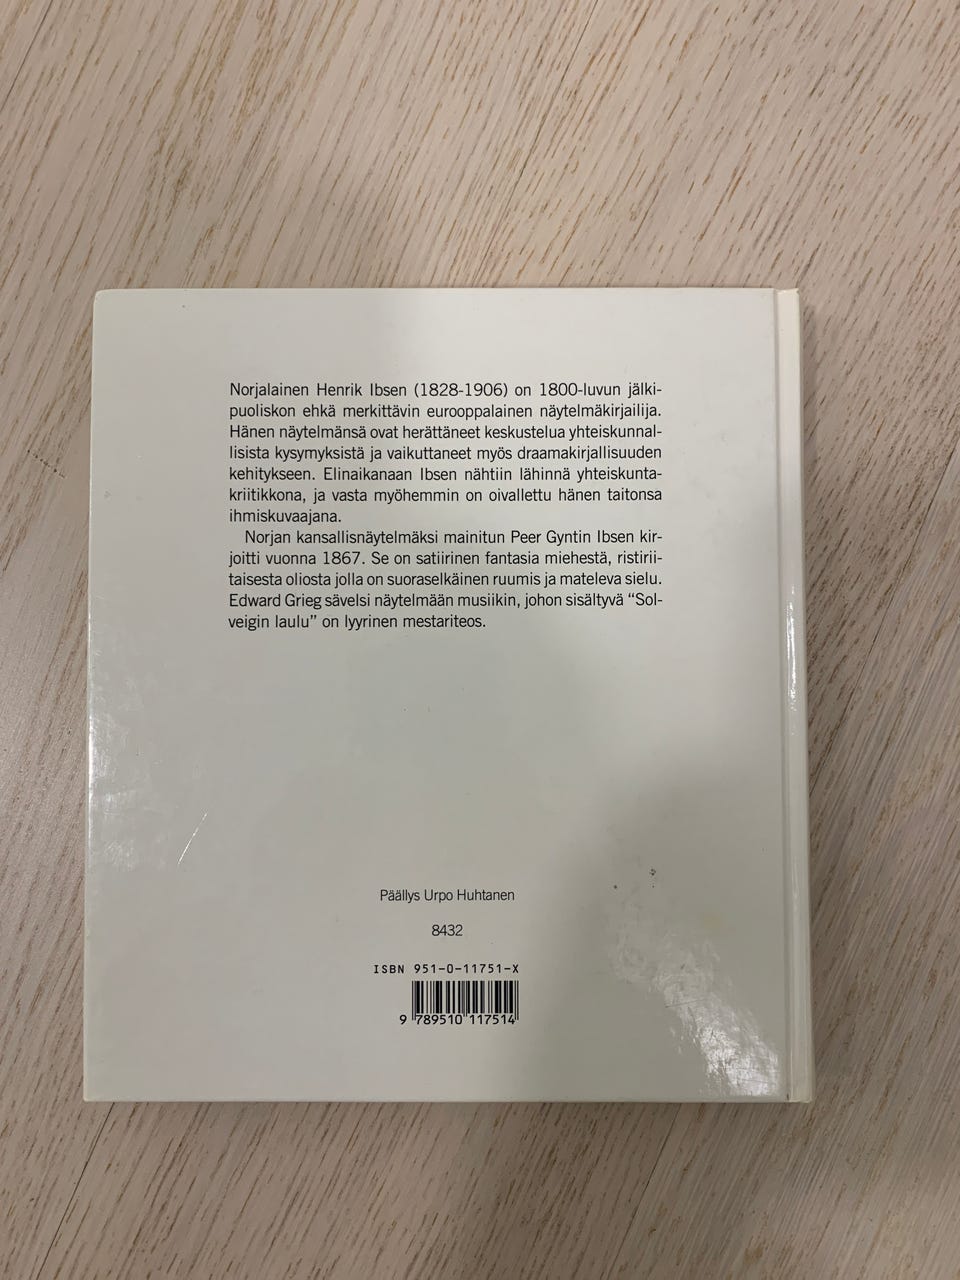 Norjalainen Henrik Ibsen (1828-1906) on 1800-luvun jälki-
puoliskon ehkä merkittävin eurooppalainen näytelmäkirjailija.
Hänen näytelmänsä ovat herättäneet keskustelua yhteiskunnal-
lisista kysymyksistä ja vaikuttaneet myös draamakirjallisuuden
kehitykseen. Elinaikanaan Ibsen nähtiin lähinnä yhteiskunta-
kriitikkona, ja vasta myöhemmin on oivallettu hänen taitonsa
ihmiskuvaajana.
Norjan kansallisnäytelmäksi mainitun Peer Gyntin Ibsen kir-
joitti vuonna 1867. Se on satiirinen fantasia miehestä, ristirii-
taisesta oliosta jolla on suoraselkäinen ruumis ja mateleva sielu.
Edward Grieg sävelsi näytelmään musiikin, johon sisältyvä “Sol-
veigin laulu” on lyyrinen mestariteos.
Päällys Urpo Huhtanen
8432
ISBN 951-0-11751-X
9 789510 117514